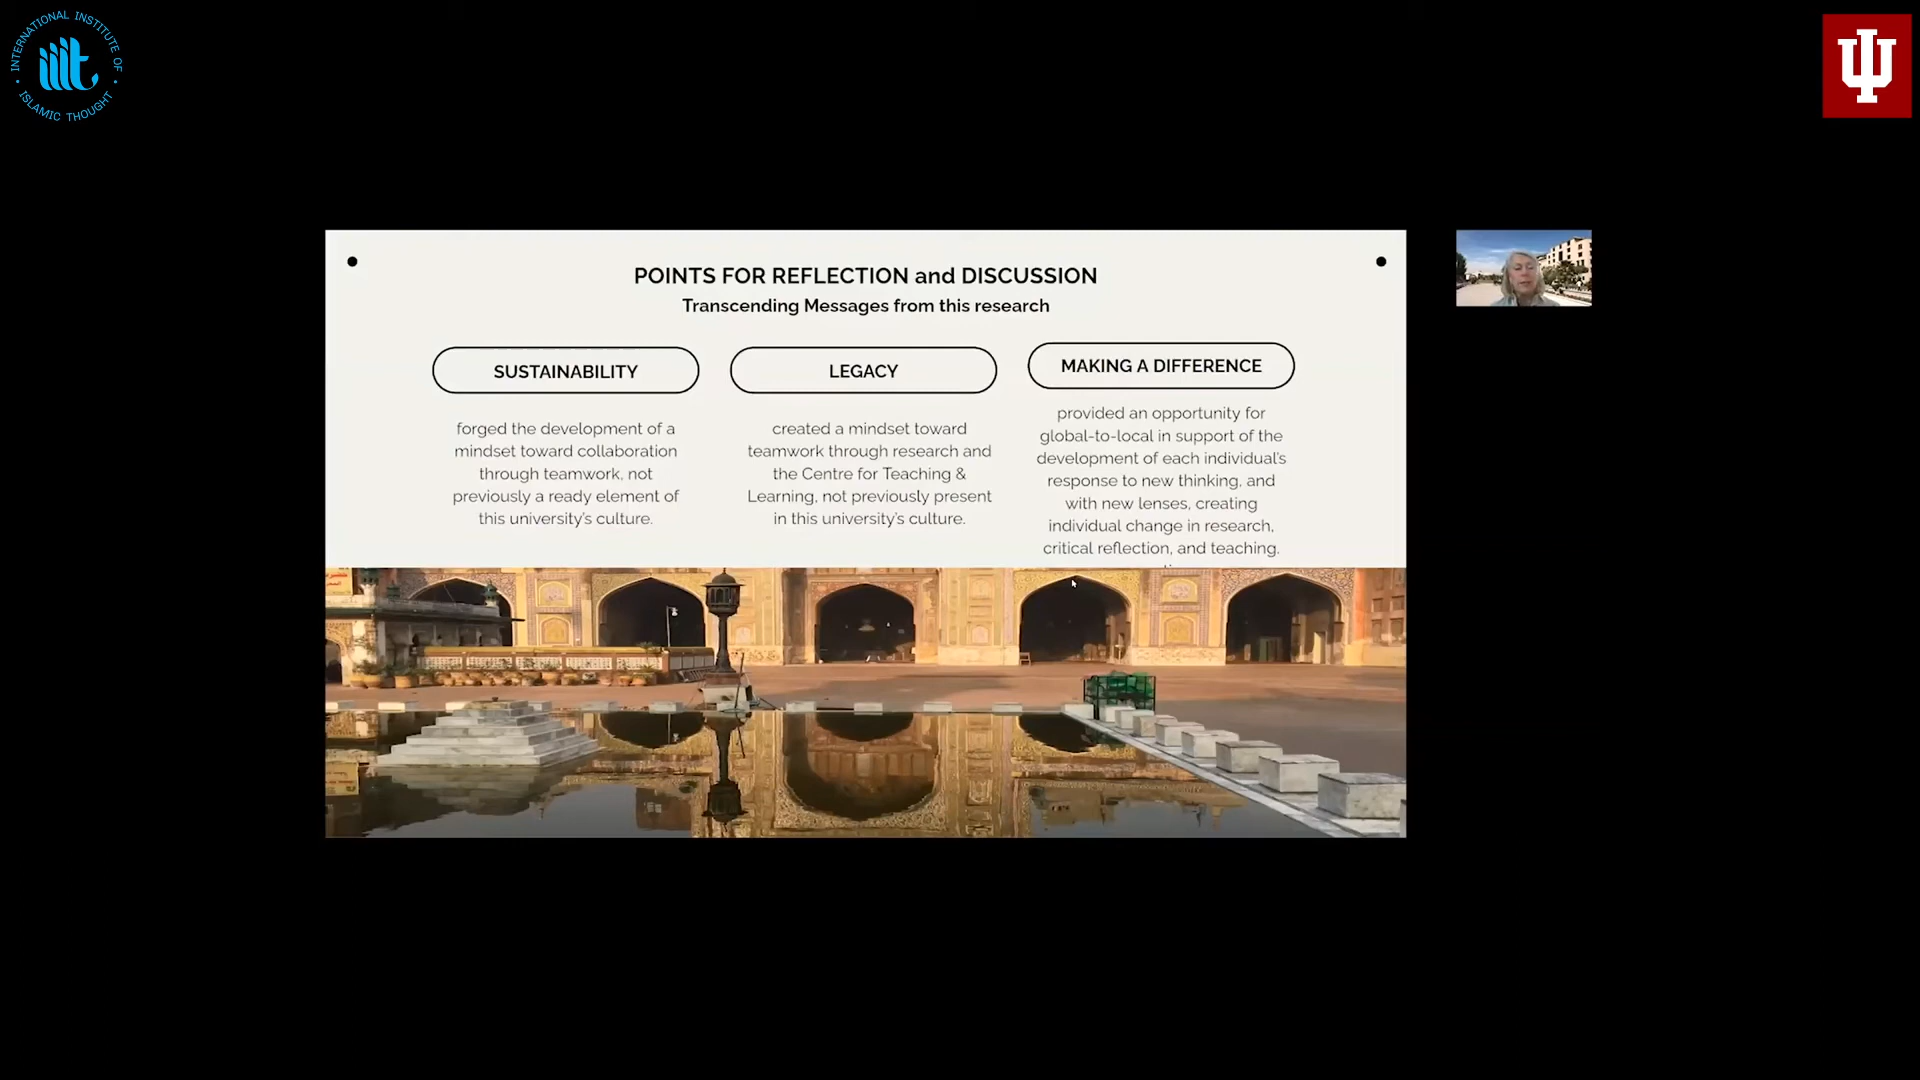 INTERNATIONAL INSTITUTE OF
ISLAMIC THOUGHT
iiit
POINTS FOR REFLECTION and DISCUSSION
Transcending Messages from this research
SUSTAINABILITY
forged the development of a
mindset toward collaboration
through teamwork, not
previously a ready element of
this university's culture.
LEGACY
created a mindset toward
teamwork through research and
the Centre for Teaching &
Learning, not previously present
in this university's culture.
MAKING A DIFFERENCE
provided an opportunity for
global-to-local in support of the
development of each individual's
response to new thinking, and
with new lenses, creating
individual change in research,
critical reflection, and teaching.